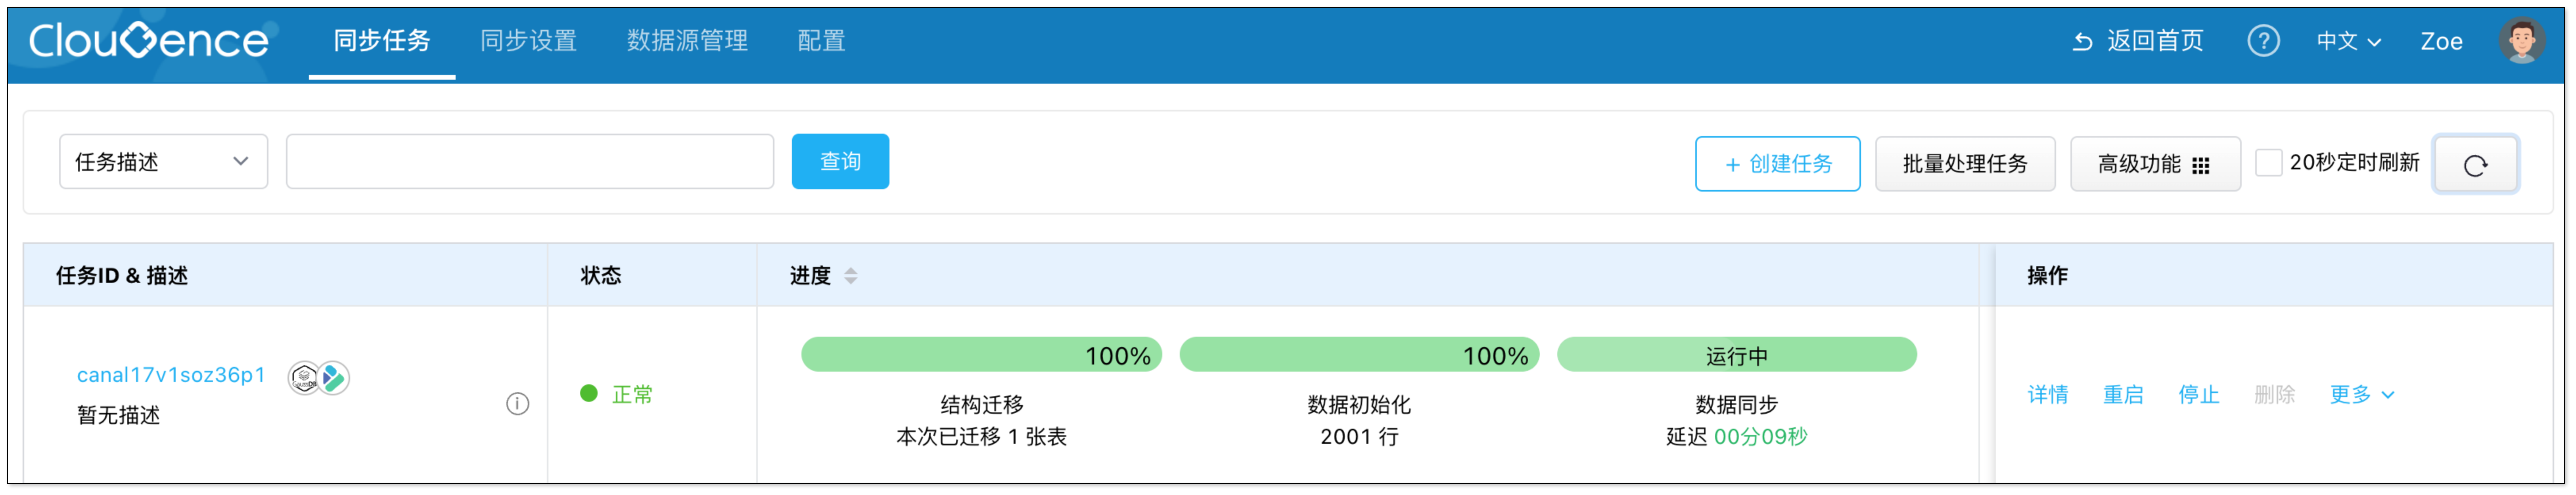 ClouGence 同步任务 同步设置 数据源管理 配置 返回首页 ? 中文 Zoe
任务描述 查询 + 创建任务 批量处理任务 高级功能 20秒定时刷新
任务ID & 描述 状态 进度 操作
canal17v1soz36p1
暂无描述
正常
100% 100% 运行中
结构迁移 数据初始化 数据同步
本次已迁移 1 张表 2001 行 延迟 00分09秒
详情 重启 停止 删除 更多